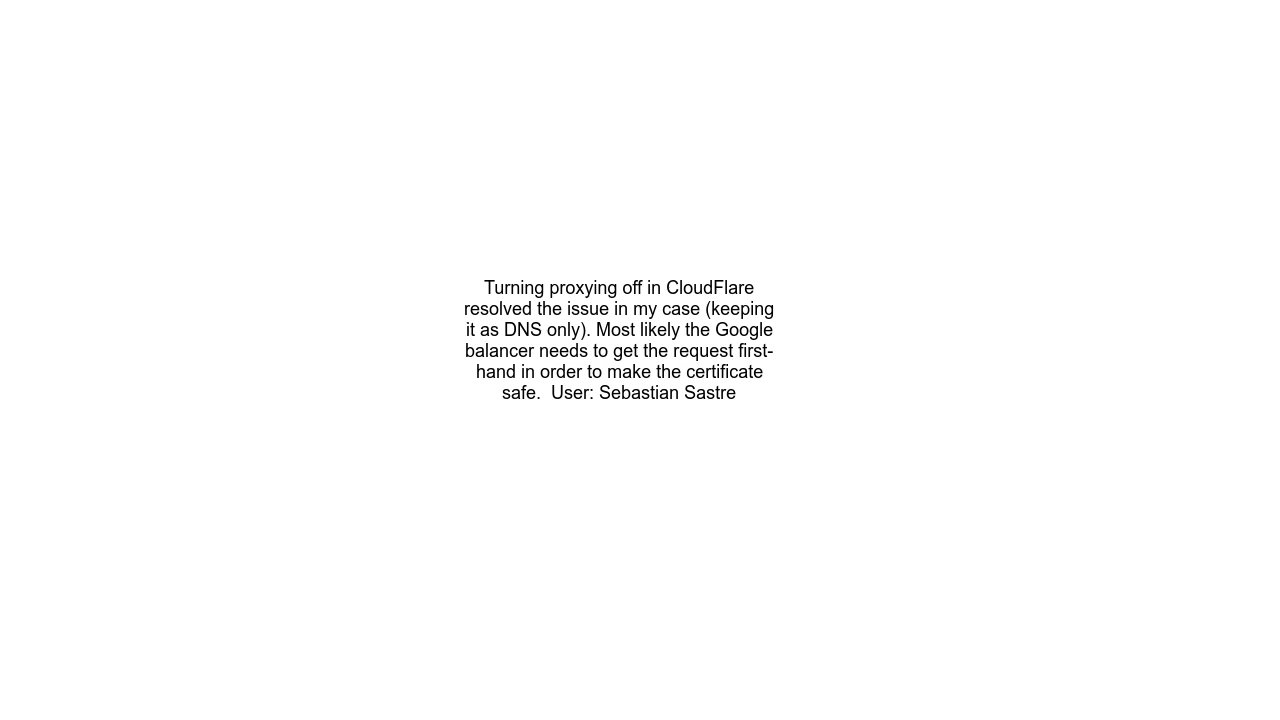 Turning proxying off in CloudFlare
resolved the issue in my case (keeping
it as DNS only). Most likely the Google
balancer needs to get the request first-
hand in order to make the certificate
safe.  User: Sebastian Sastre